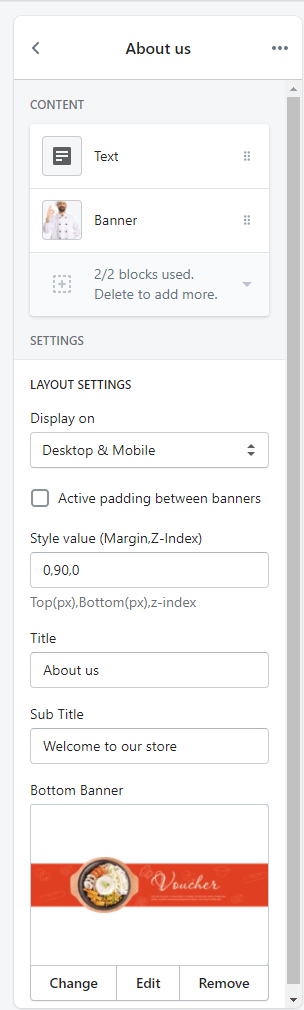 About us
CONTENT
Text
Banner
2/2 blocks used.
Delete to add more.
SETTINGS
LAYOUT SETTINGS
Display on
Desktop & Mobile
Active padding between banners
Style value (Margin,Z-Index)
0,90,0
Top(px),Bottom(px),z-index
Title
About us
Sub Title
Welcome to our store
Bottom Banner
Voucher
Change Edit Remove